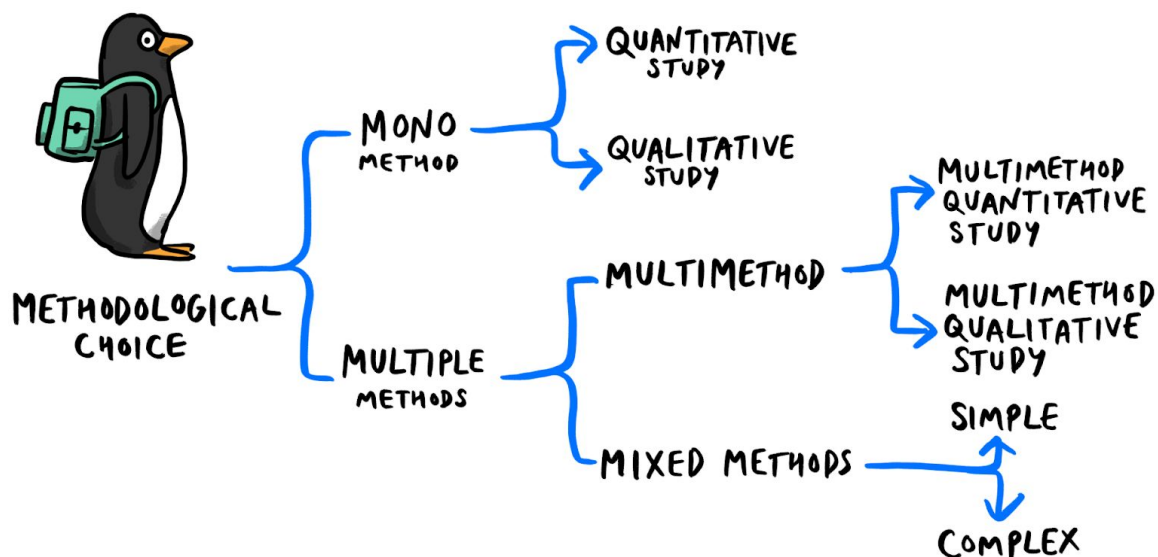 METHODOLOGICAL
CHOICE
MONO
METHOD
QUANTITATIVE
STUDY
QUALITATIVE
STUDY
MULTIPLE
METHODS
MULTIMETHOD
MULTIMETHOD
QUANTITATIVE
STUDY
MULTIMETHOD
QUALITATIVE
STUDY
MIXED METHODS
SIMPLE
COMPLEX